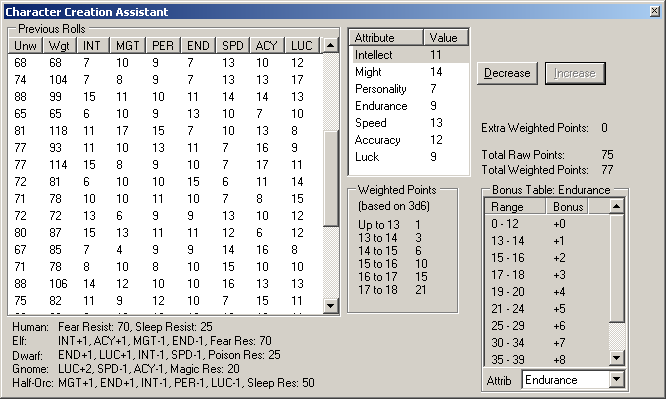 Character Creation Assistant
Previous Rolls
Unw Wgt INT MGT PER END SPD ACY LUC
68 68 7 10 9 7 13 10 12
74 104 7 8 9 7 13 13 17
88 99 15 11 10 11 14 14 13
65 65 6 10 9 13 10 7 10
81 118 11 17 15 7 10 13 8
77 93 11 10 13 11 7 16 9
77 114 15 8 9 10 7 17 11
72 81 6 10 10 15 6 11 14
71 78 10 10 11 10 7 8 15
72 72 13 6 9 9 13 10 12
80 87 15 13 11 11 12 6 12
67 85 7 4 9 9 14 16 8
71 78 10 8 10 15 10 10 8
88 106 14 12 10 10 16 13 13
75 82 11 9 12 10 7 15 11
Attribute Value
Intellect 11
Might 14
Personality 7
Endurance 9
Speed 13
Accuracy 12
Luck 9
Decrease Increase
Extra Weighted Points: 0
Total Raw Points: 75
Total Weighted Points: 77
Weighted Points
(based on 3d6)
Up to 13 1
13 to 14 3
14 to 15 6
15 to 16 10
16 to 17 15
17 to 18 21
Bonus Table: Endurance
Range Bonus
0 - 12 +0
13 - 14 +1
15 - 16 +2
17 - 18 +3
19 - 20 +4
21 - 24 +5
25 - 29 +6
30 - 34 +7
35 - 39 +8
Attrib Endurance
Human: Fear Resist: 70, Sleep Resist: 25
Elf: INT+1, ACY+1, MGT-1, END-1, Fear Res: 70
Dwarf: END+1, LUC+1, INT-1, SPD-1, Poison Res: 25
Gnome: LUC+2, SPD-1, ACY-1, Magic Res: 20
Half-Orc: MGT+1, END+1, INT-1, PER-1, LUC-1, Sleep Res: 50